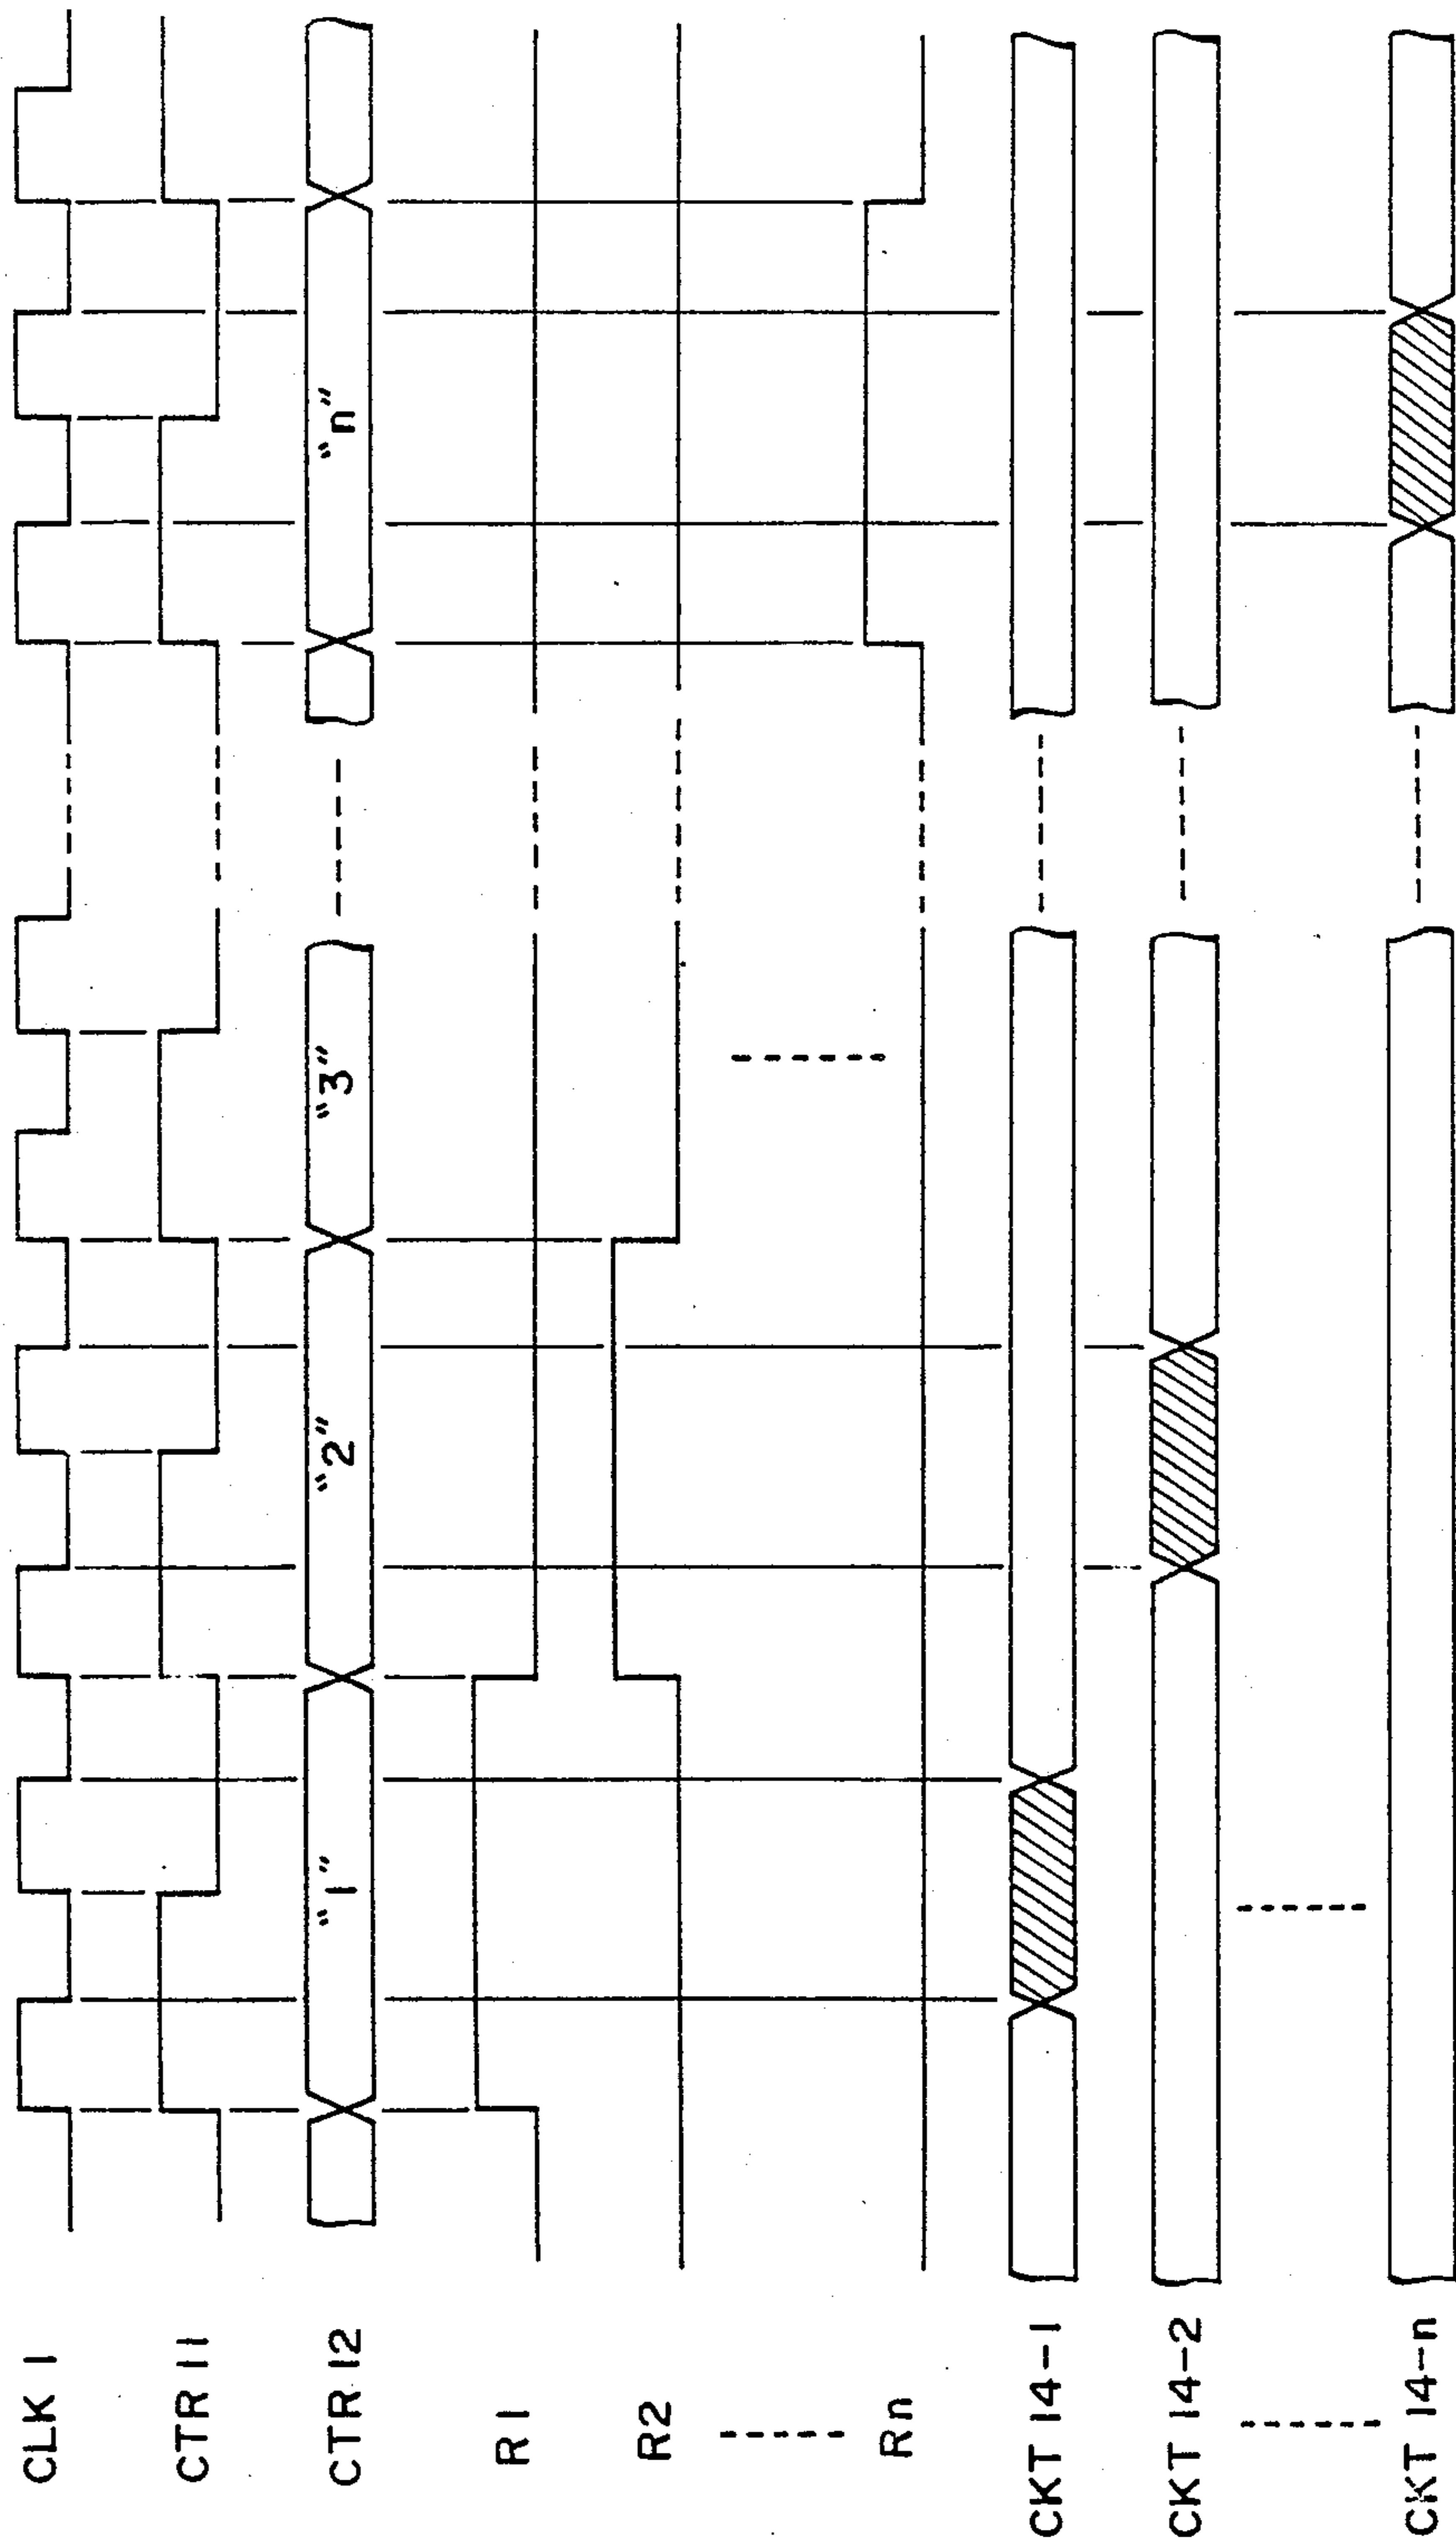 CLK 1
CTR 11
CTR 12
"1" "2" "3" "n"
R1
R2
Rn
CKT 14-1
CKT 14-2
CKT 14-n